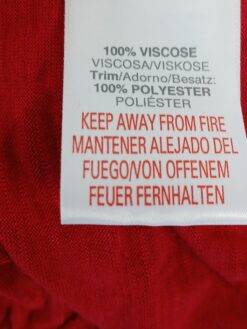 100% VISCOSE
VISCOSA/VISKOSE
Trim/Adorno/Besatz:
100% POLYESTER
POLIÉSTER
KEEP AWAY FROM FIRE
MANTENER ALEJADO DEL
FUEGO/VON OFFENEM
FEUER FERNHALTEN